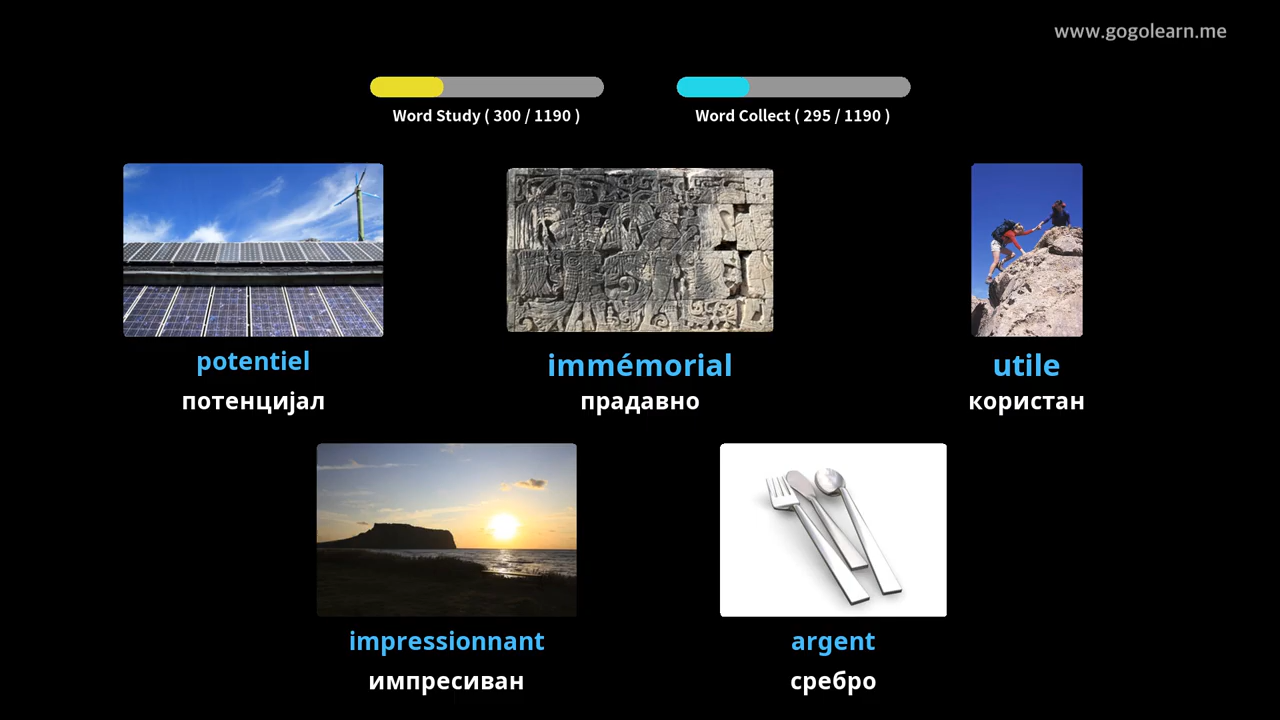 www.gogolearn.me
Word Study ( 300 / 1190 )
Word Collect ( 295 / 1190 )
potentiel
потенцијал
immémorial
прадавно
utile
користан
impressionnant
импресиван
argent
сребро